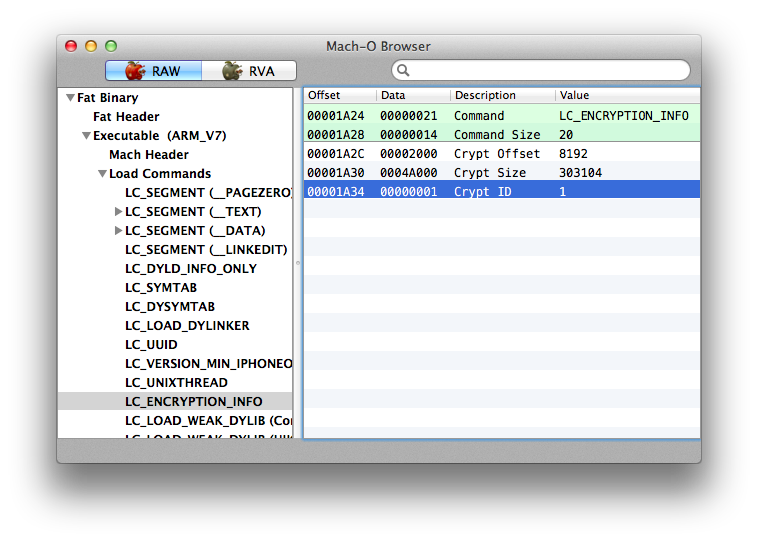 Mach-O Browser
RAW RVA
Fat Binary
Fat Header
Executable (ARM_V7)
Mach Header
Load Commands
LC_SEGMENT (__PAGEZERO)
LC_SEGMENT (__TEXT)
LC_SEGMENT (__DATA)
LC_SEGMENT (__LINKEDIT)
LC_DYLD_INFO_ONLY
LC_SYMTAB
LC_DYSYMTAB
LC_LOAD_DYLINKER
LC_UUID
LC_VERSION_MIN_IPHONEO
LC_UNIXTHREAD
LC_ENCRYPTION_INFO
LC_LOAD_WEAK_DYLIB (Cor
LC_LOAD_WEAK_DYLIB (UIK
Offset Data Description Value
00001A24 00000021 Command LC_ENCRYPTION_INFO
00001A28 00000014 Command Size 20
00001A2C 00002000 Crypt Offset 8192
00001A30 0004A000 Crypt Size 303104
00001A34 00000001 Crypt ID 1